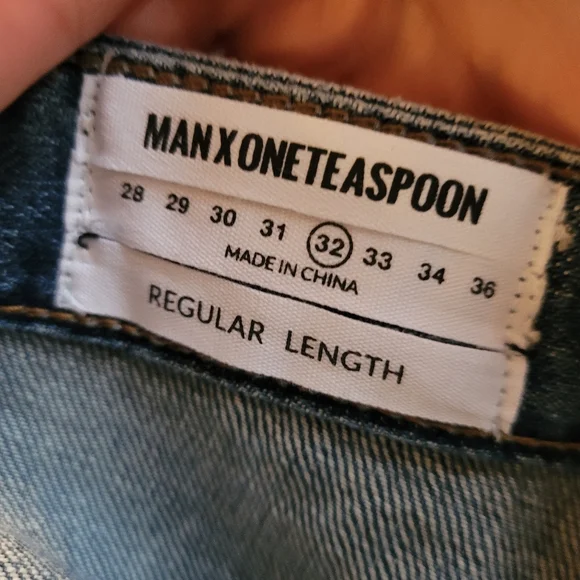 MANXONETEASPOON
28 29 30 31 32 33 34 36
MADE IN CHINA
REGULAR LENGTH